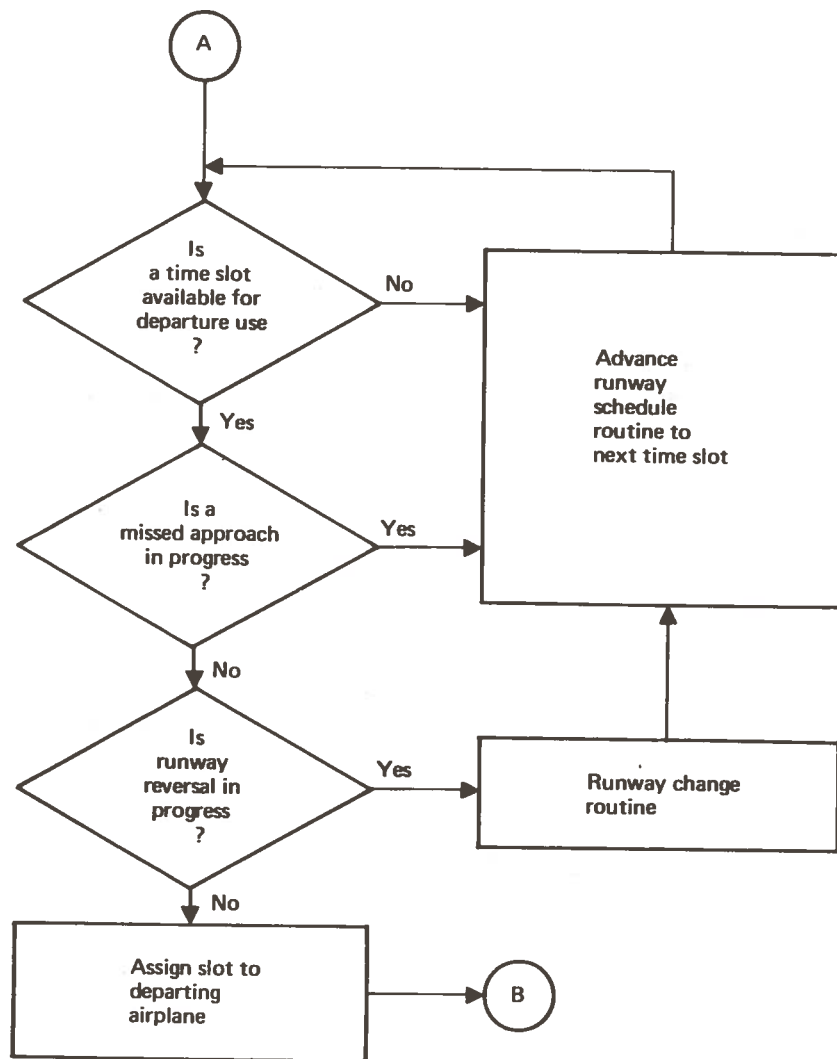 A
Is
a time slot
available for
departure use
?
No
Advance
runway
schedule
routine to
next time slot
Yes
Is a
missed approach
in progress
?
Yes
No
Is
runway
reversal in
progress
?
Yes
Runway change
routine
No
Assign slot to
departing
airplane
B